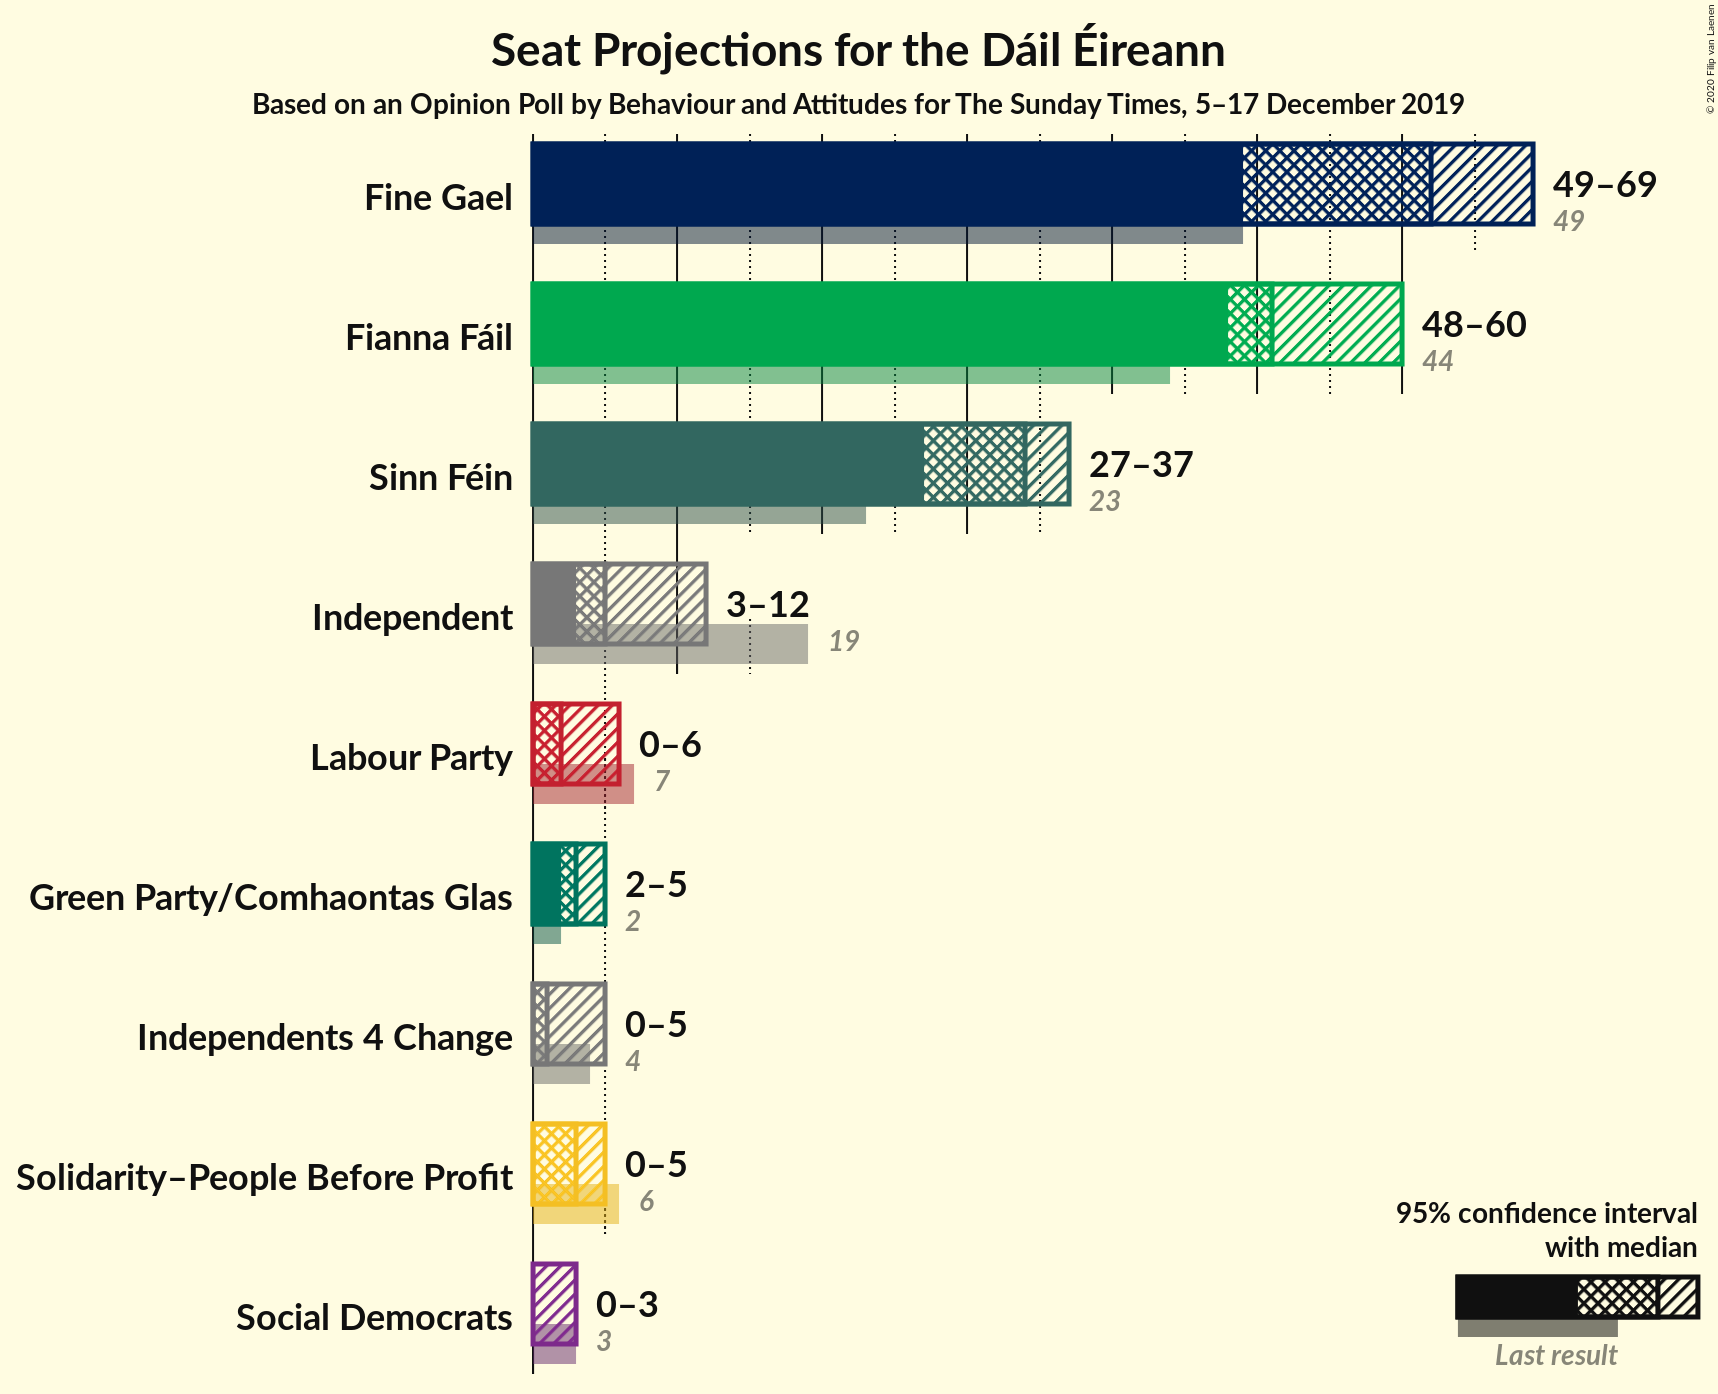 Seat Projections for the Dáil Éireann
Based on an Opinion Poll by Behaviour and Attitudes for The Sunday Times, 5–17 December 2019
© 2020 Filip van Laenen
Fine Gael
49–69
49
Fianna Fáil
48–60
44
Sinn Féin
27–37
23
Independent
3–12
19
Labour Party
0–6
7
Green Party/Comhaontas Glas
2–5
2
Independents 4 Change
0–5
4
Solidarity–People Before Profit
0–5
6
Social Democrats
0–3
3
95% confidence interval
with median
Last result